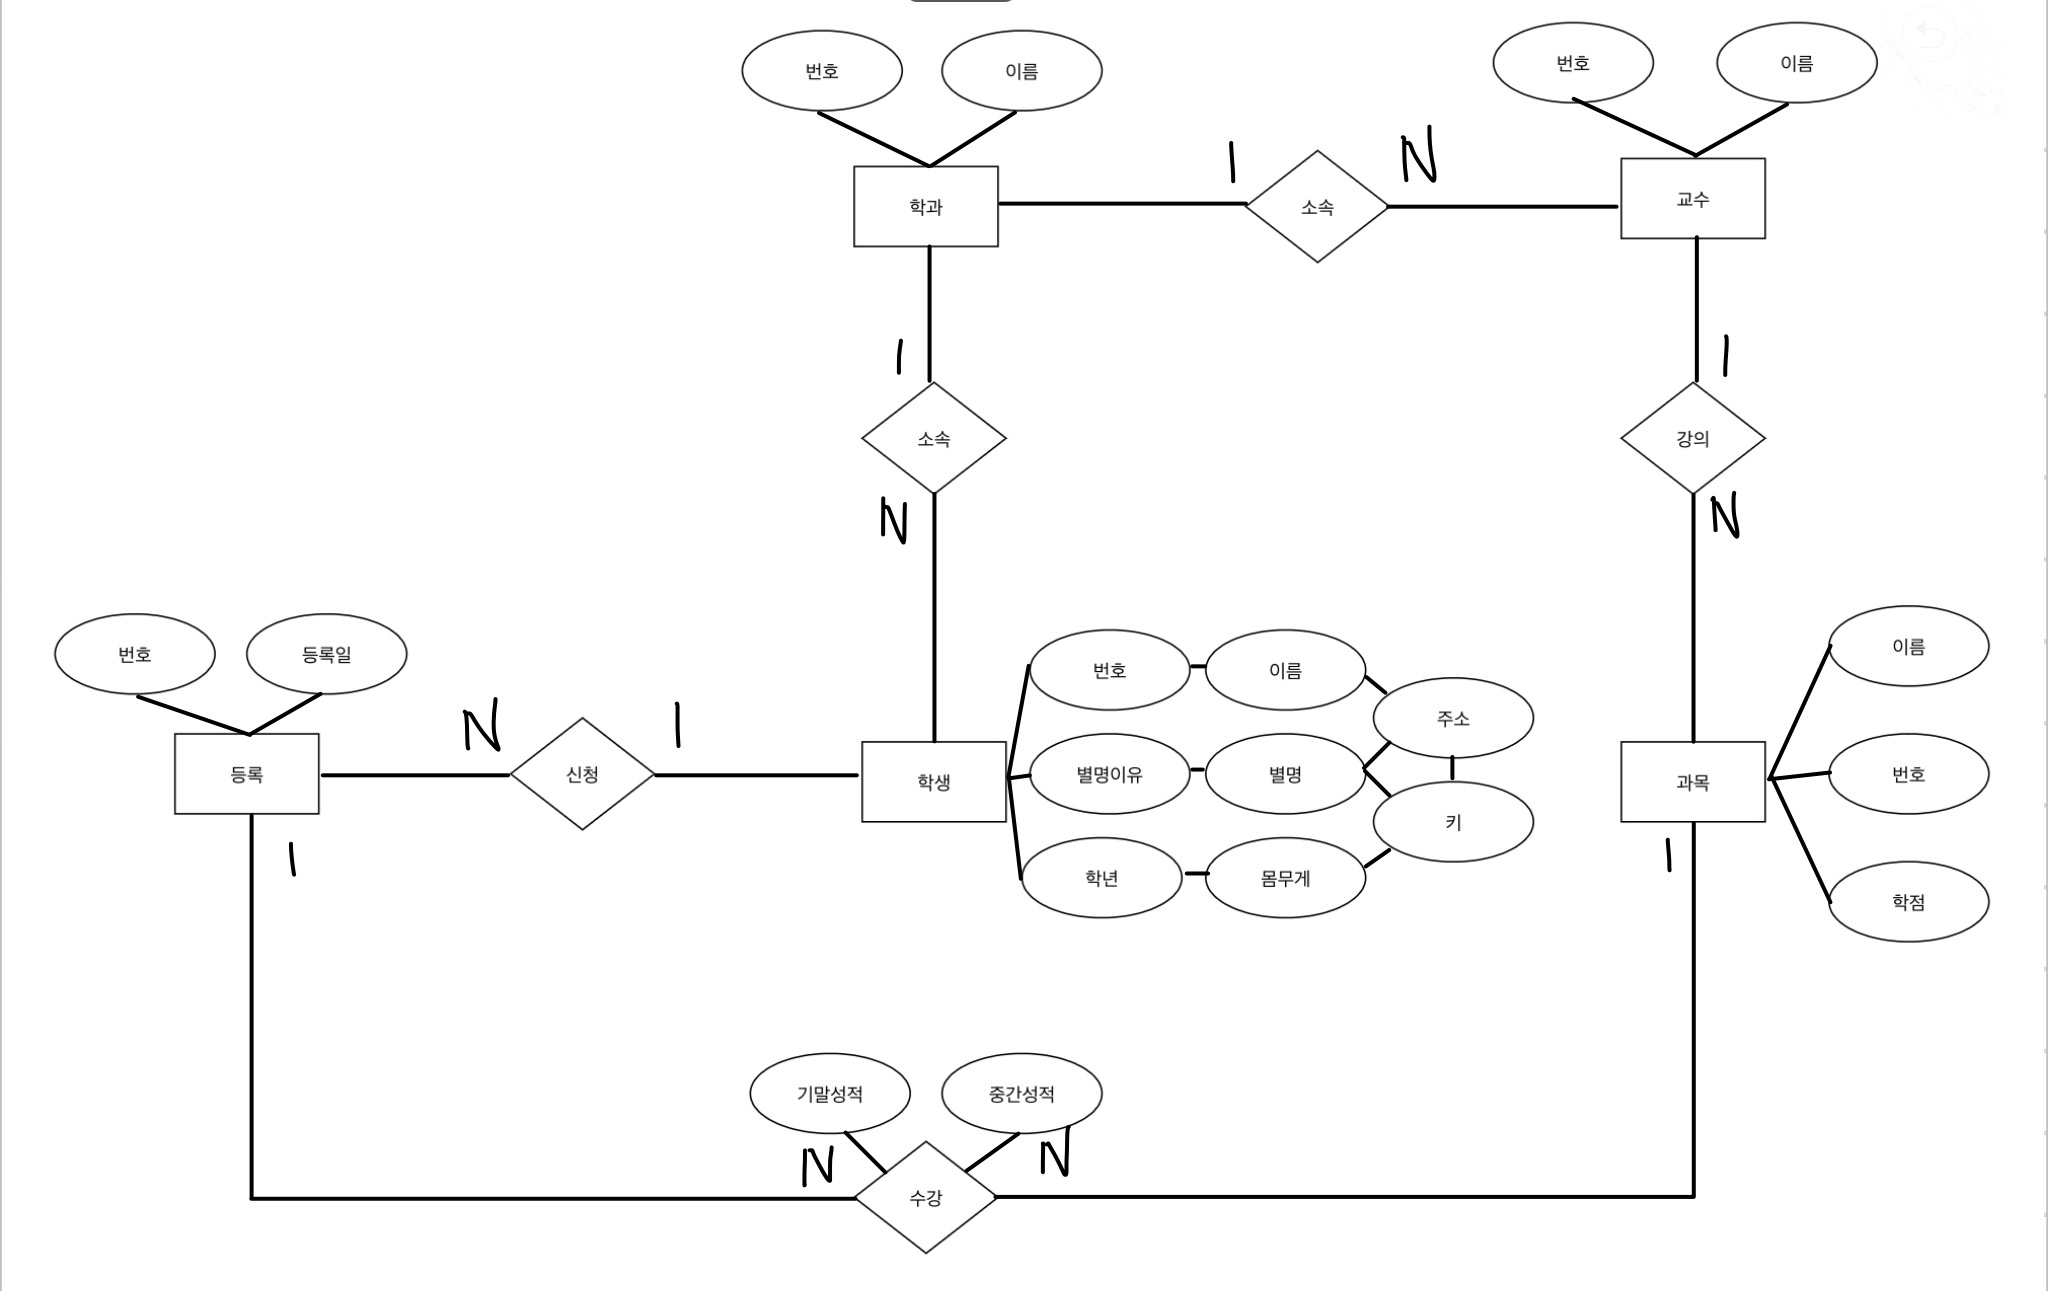 번호
이름
번호
이름
1
N
학과
소속
교수
1
1
소속
강의
N
N
번호
등록일
이름
번호
이름
주소
N
1
등록
신청
학생
별명이유
별명
과목
번호
키
1
1
학년
몸무게
학점
기말성적
중간성적
N
N
수강